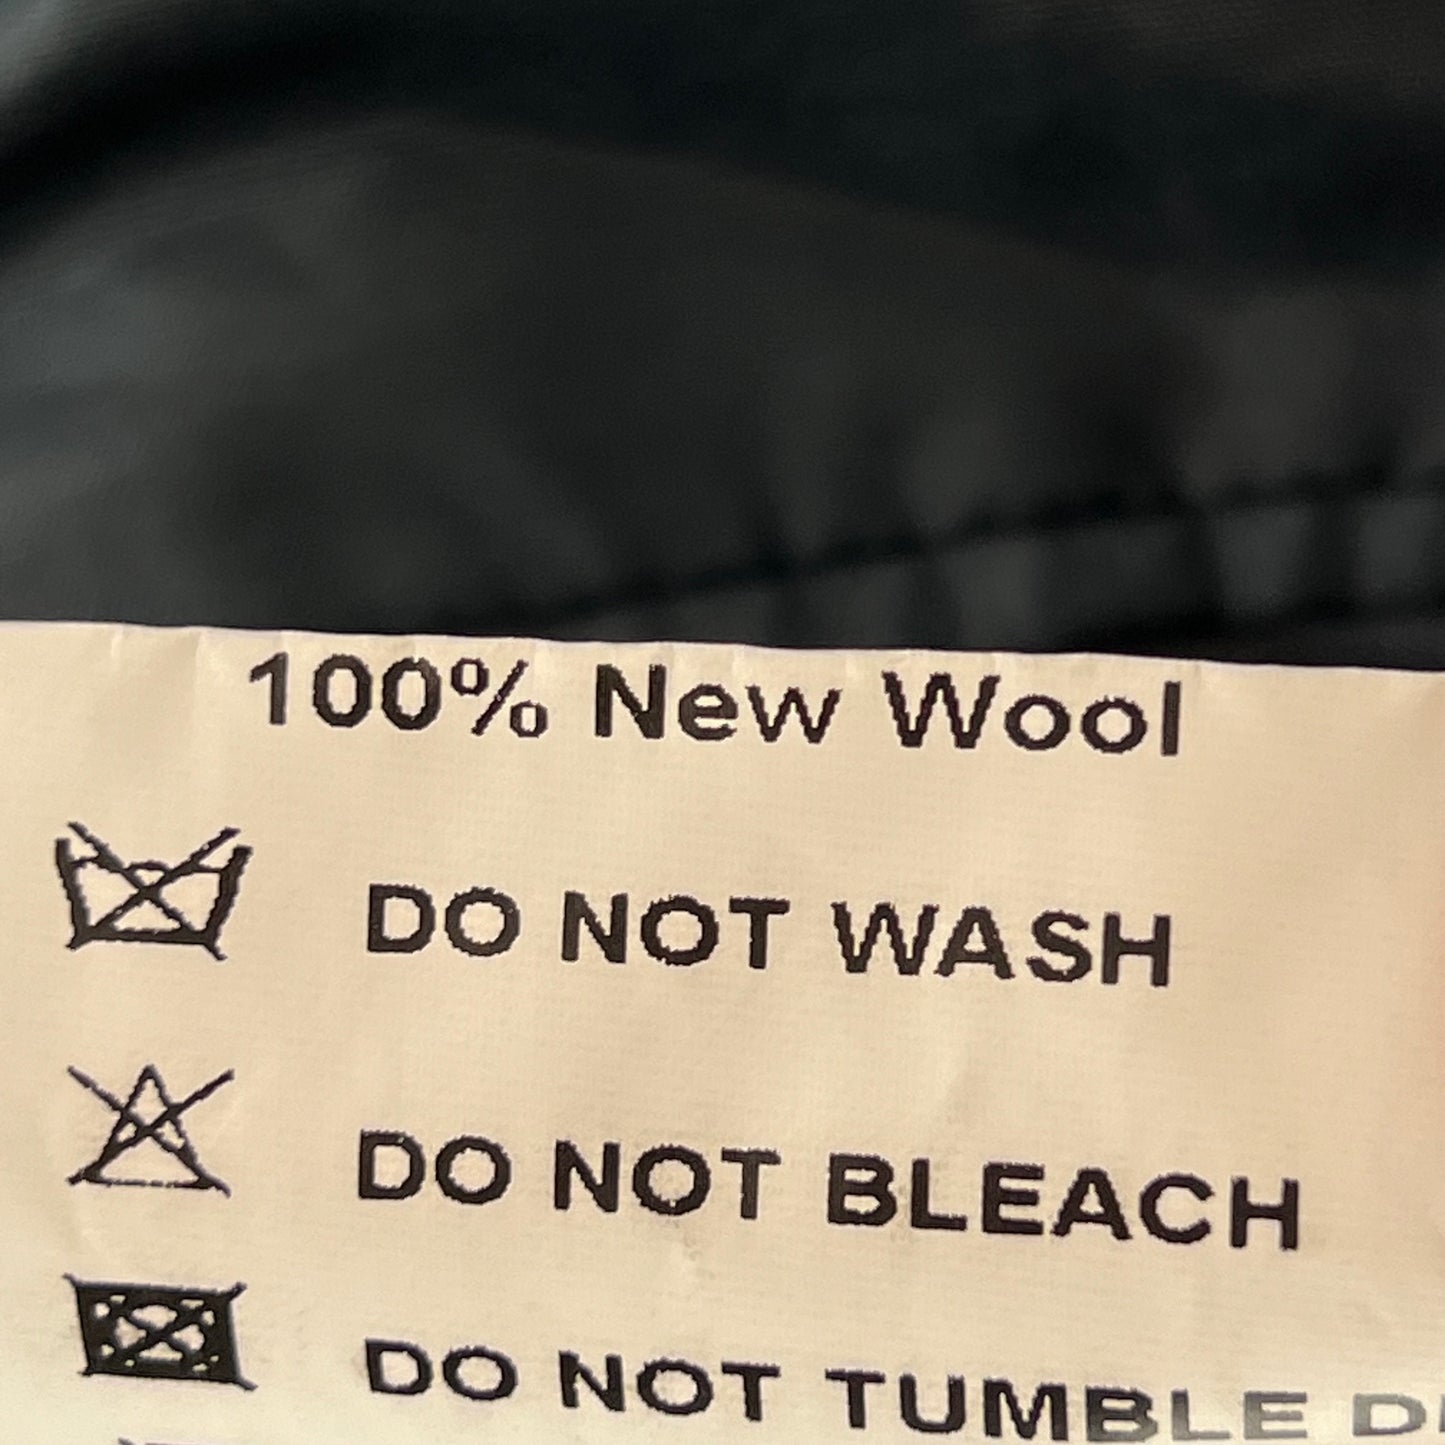 100% New Wool
DO NOT WASH
DO NOT BLEACH
DO NOT TUMBLE